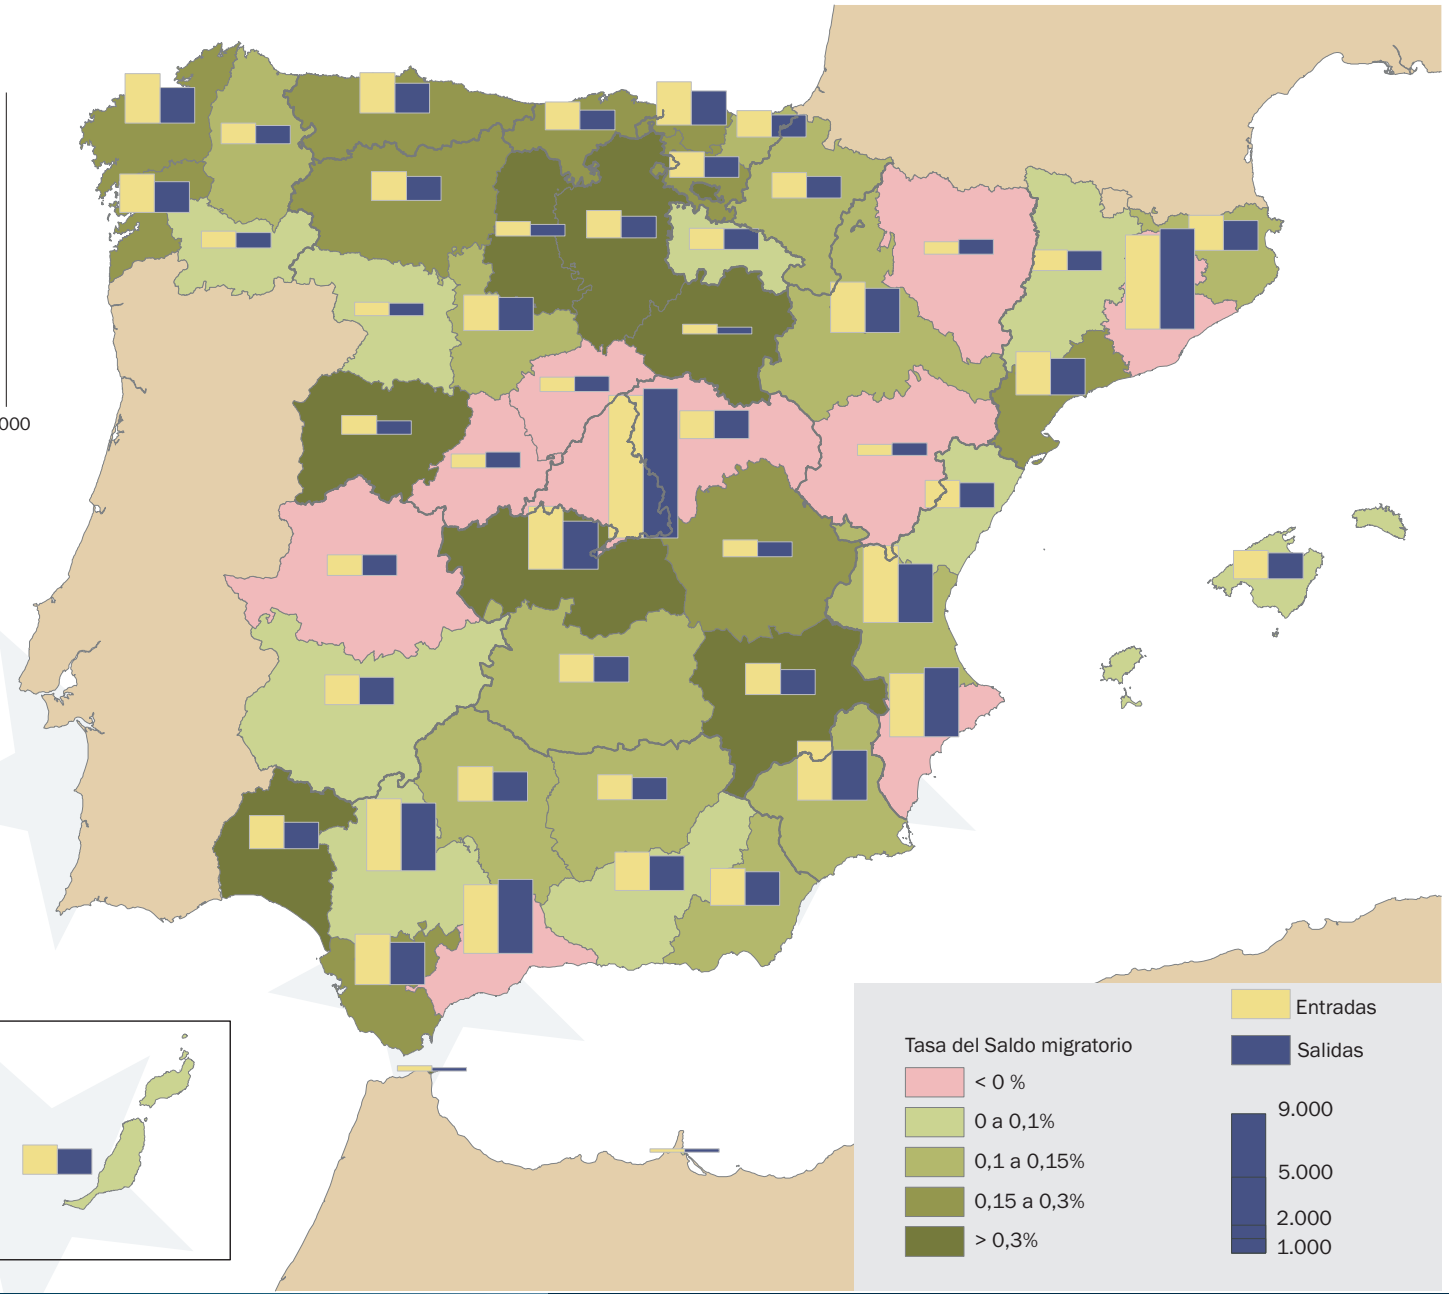 000
Entradas
Tasa del Saldo migratorio
Salidas
< 0 %
0 a 0,1%
0,1 a 0,15%
0,15 a 0,3%
> 0,3%
9.000
5.000
2.000
1.000